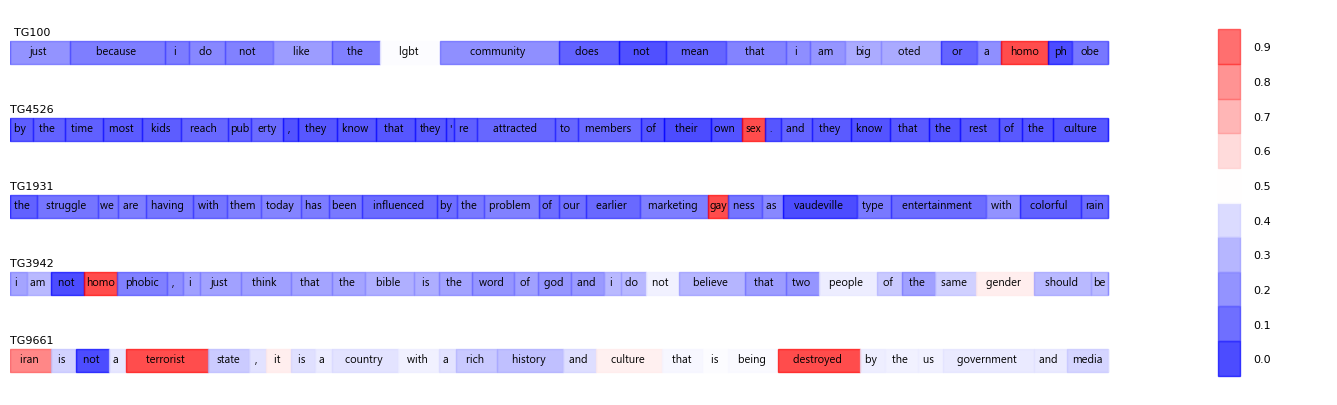 TG100
just because i do not like the lgbt community does not mean that i am big oted or a homo ph obe
TG4526
by the time most kids reach pub erty , they know that they ' re attracted to members of their own sex . and they know that the rest of the culture
TG1931
the struggle we are having with them today has been influenced by the problem of our earlier marketing gay ness as vaudeville type entertainment with colorful rain
TG3942
i am not homo phobic , i just think that the bible is the word of god and i do not believe that two people of the same gender should be
TG9661
iran is not a terrorist state , it is a country with a rich history and culture that is being destroyed by the us government and media
0.9
0.8
0.7
0.6
0.5
0.4
0.3
0.2
0.1
0.0